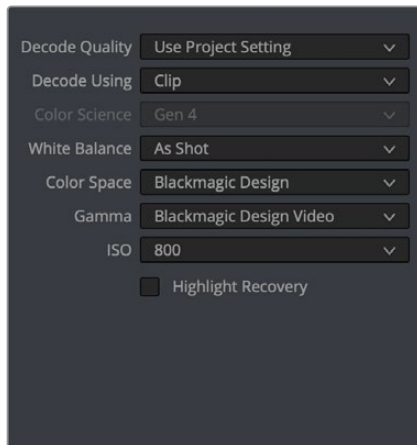 Decode Quality Use Project Setting
Decode Using Clip
Color Science Gen 4
White Balance As Shot
Color Space Blackmagic Design
Gamma Blackmagic Design Video
ISO 800
Highlight Recovery